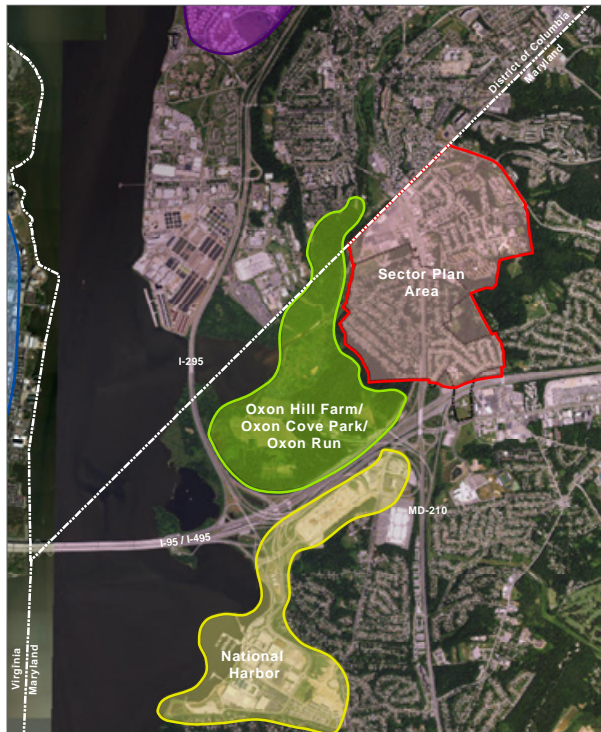 District of Columbia
Maryland
Sector Plan
Area
I-295
Oxon Hill Farm/
Oxon Cove Park/
Oxon Run
MD-210
I-95 / I-495
National
Harbor
Virginia
Maryland